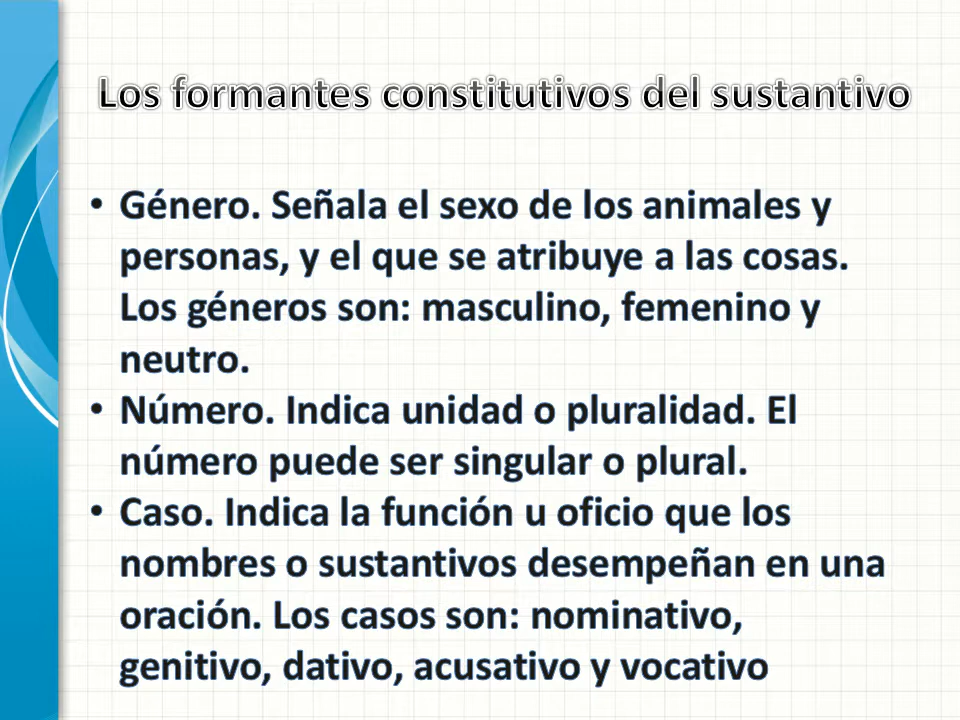 Los formantes constitutivos del sustantivo
• Género. Señala el sexo de los animales y
personas, y el que se atribuye a las cosas.
Los géneros son: masculino, femenino y
neutro.
• Número. Indica unidad o pluralidad. El
número puede ser singular o plural.
• Caso. Indica la función u oficio que los
nombres o sustantivos desempeñan en una
oración. Los casos son: nominativo,
genitivo, dativo, acusativo y vocativo